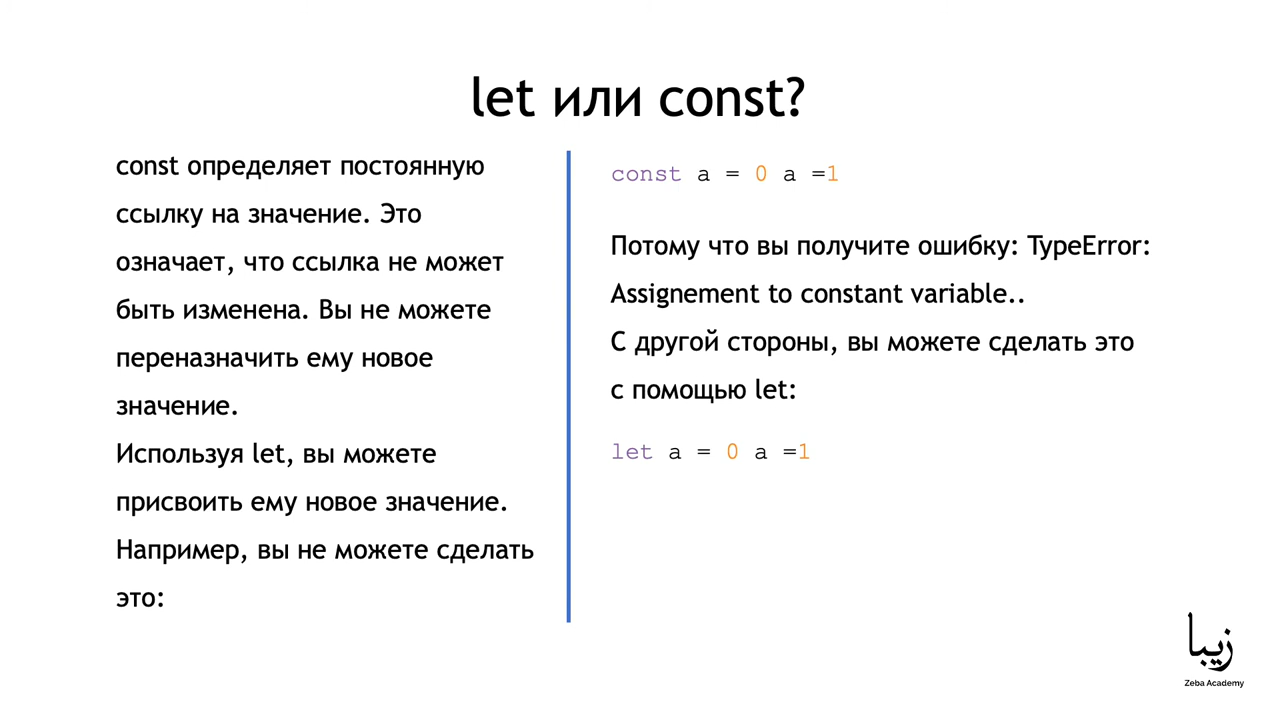 let или const?
const определяет постоянную
ссылку на значение. Это
означает, что ссылка не может
быть изменена. Вы не можете
переназначить ему новое
значение.
Используя let, вы можете
присвоить ему новое значение.
Например, вы не можете сделать
это:
const a = 0 a =1
Потому что вы получите ошибку: TypeError:
Assignement to constant variable..
С другой стороны, вы можете сделать это
с помощью let:
let a = 0 a =1
زيبا
Zeba Academy